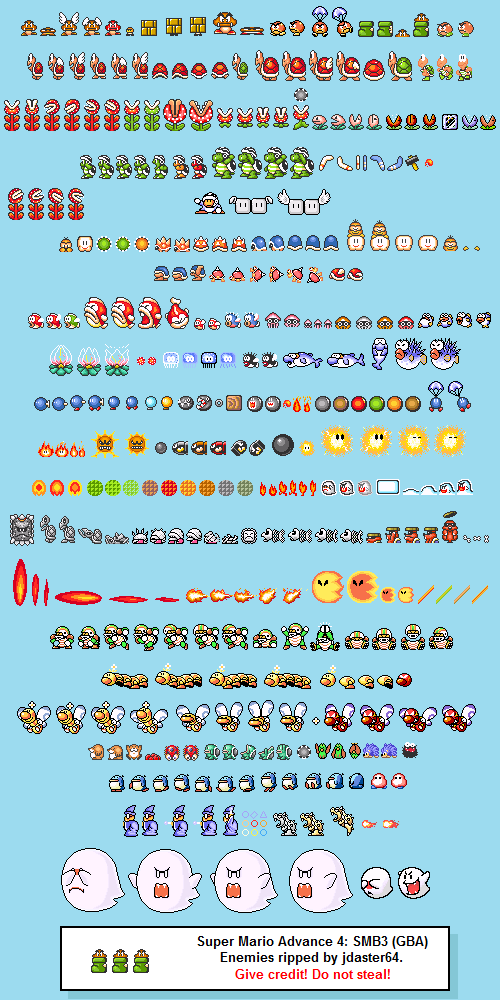 Super Mario Advance 4: SMB3 (GBA)
Enemies ripped by jdaster64.
Give credit! Do not steal!